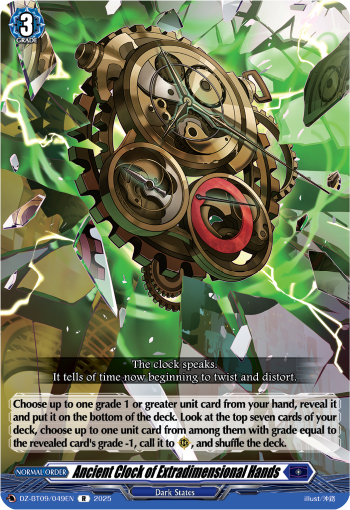 3
GRADE
The clock speaks.
It tells of time now beginning to twist and distort.
Choose up to one grade 1 or greater unit card from your hand, reveal it
and put it on the bottom of the deck. Look at the top seven cards of your
deck, choose up to one unit card from among them with grade equal to
the revealed card's grade -1, call it to , and shuffle the deck.
NORMAL ORDER
Ancient Clock of Extradimensional Hands
DZ-BT09/049EN R 2025
Dark States
illust/沖路